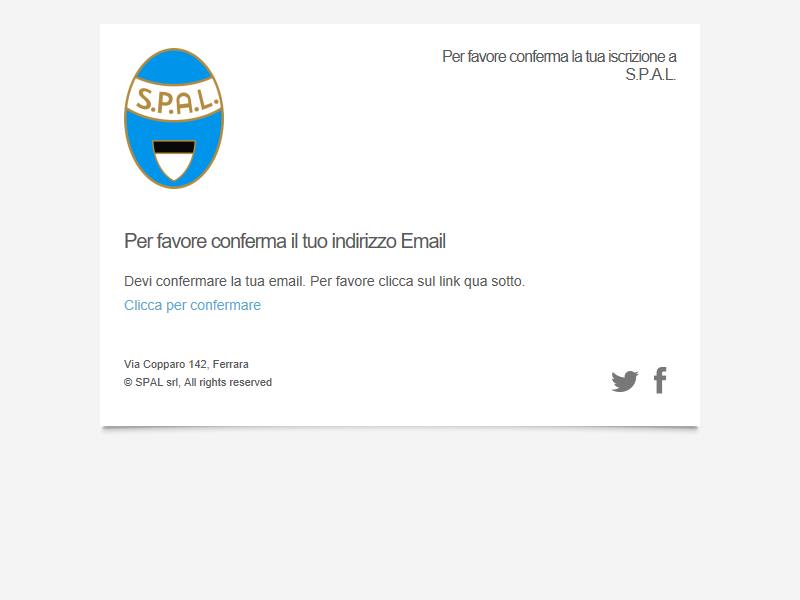 S.P.A.L.
Per favore conferma la tua iscrizione a
S.P.A.L.
Per favore conferma il tuo indirizzo Email
Devi confermare la tua email. Per favore clicca sul link qua sotto.
Clicca per confermare
Via Copparo 142, Ferrara
© SPAL srl, All rights reserved